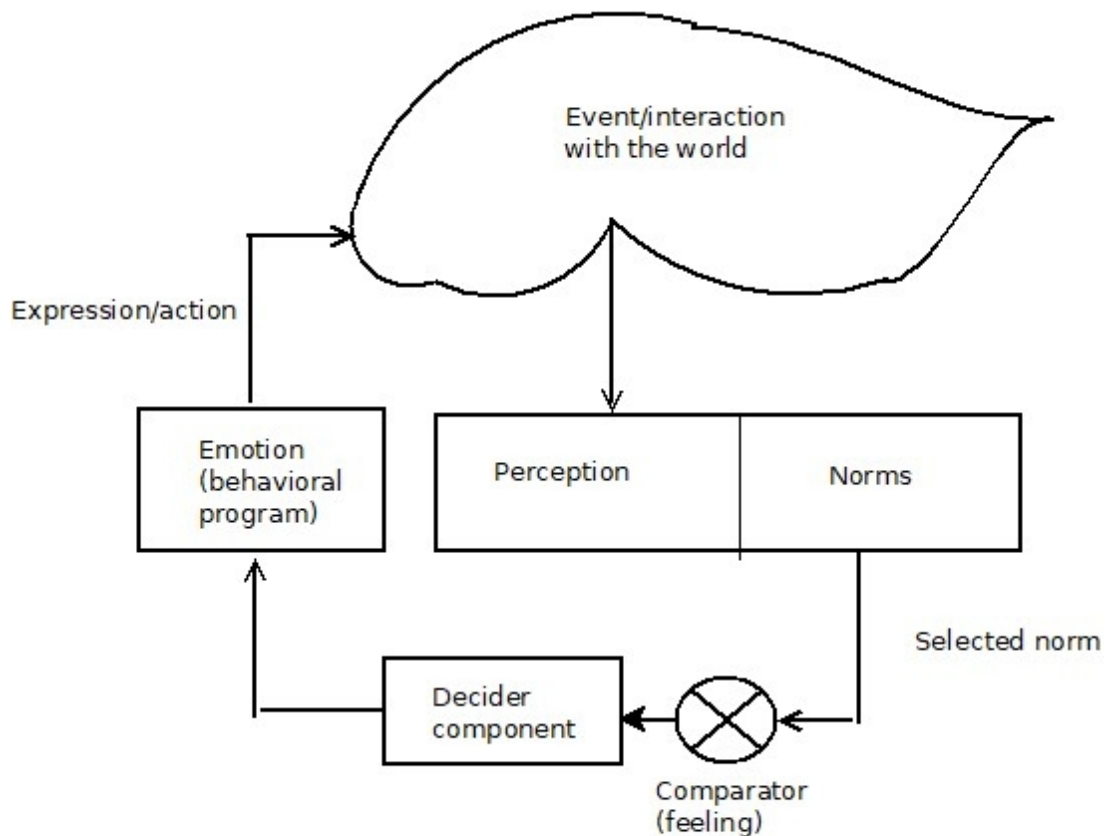 Event/interaction
with the world
Expression/action
Emotion
(behavioral
program)
Perception
Norms
Selected norm
Decider
component
Comparator
(feeling)